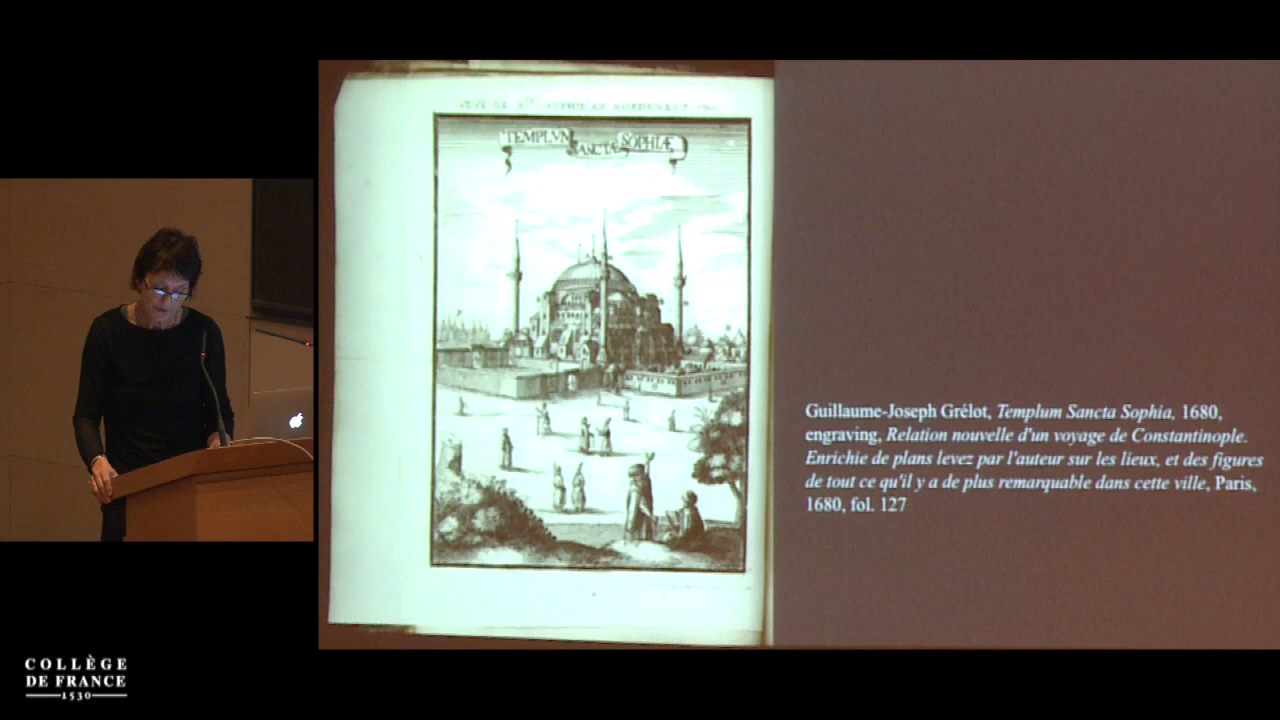 TEMPLVM SANCTÆ SOPHIÆ
Guillaume-Joseph Grélot, Templum Sancta Sophia, 1680,
engraving, Relation nouvelle d'un voyage de Constantinople.
Enrichie de plans levez par l'auteur sur les lieux, et des figures
de tout ce qu'il y a de plus remarquable dans cette ville, Paris,
1680, fol. 127
COLLÈGE
DE FRANCE
1530